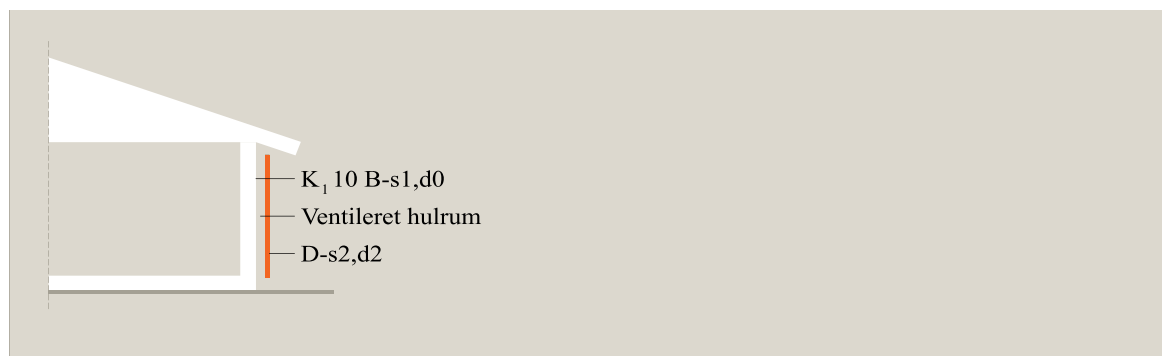 K₁ 10 B-s1,d0
Ventileret hulrum
D-s2,d2